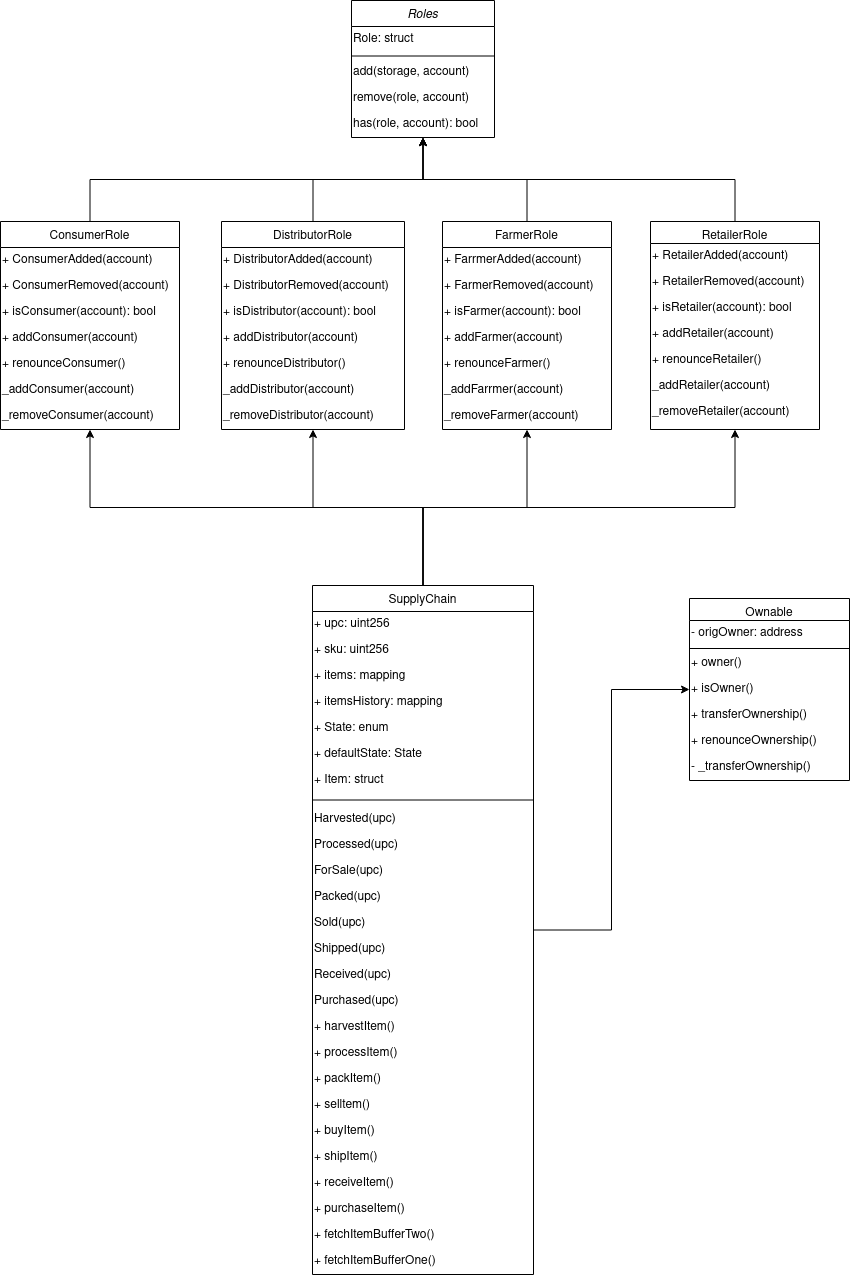 Roles
Role: struct
add(storage, account)
remove(role, account)
has(role, account): bool
ConsumerRole
+ ConsumerAdded(account)
+ ConsumerRemoved(account)
+ isConsumer(account): bool
+ addConsumer(account)
+ renounceConsumer()
_addConsumer(account)
_removeConsumer(account)
DistributorRole
+ DistributorAdded(account)
+ DistributorRemoved(account)
+ isDistributor(account): bool
+ addDistributor(account)
+ renounceDistributor()
_addDistributor(account)
_removeDistributor(account)
FarmerRole
+ FarrmerAdded(account)
+ FarmerRemoved(account)
+ isFarmer(account): bool
+ addFarmer(account)
+ renounceFarmer()
_addFarrmer(account)
_removeFarmer(account)
RetailerRole
+ RetailerAdded(account)
+ RetailerRemoved(account)
+ isRetailer(account): bool
+ addRetailer(account)
+ renounceRetailer()
_addRetailer(account)
_removeRetailer(account)
SupplyChain
+ upc: uint256
+ sku: uint256
+ items: mapping
+ itemsHistory: mapping
+ State: enum
+ defaultState: State
+ Item: struct
Harvested(upc)
Processed(upc)
ForSale(upc)
Packed(upc)
Sold(upc)
Shipped(upc)
Received(upc)
Purchased(upc)
+ harvestItem()
+ processItem()
+ packItem()
+ sellItem()
+ buyItem()
+ shipItem()
+ receiveItem()
+ purchaseItem()
+ fetchItemBufferTwo()
+ fetchItemBufferOne()
Ownable
- origOwner: address
+ owner()
+ isOwner()
+ transferOwnership()
+ renounceOwnership()
- _transferOwnership()